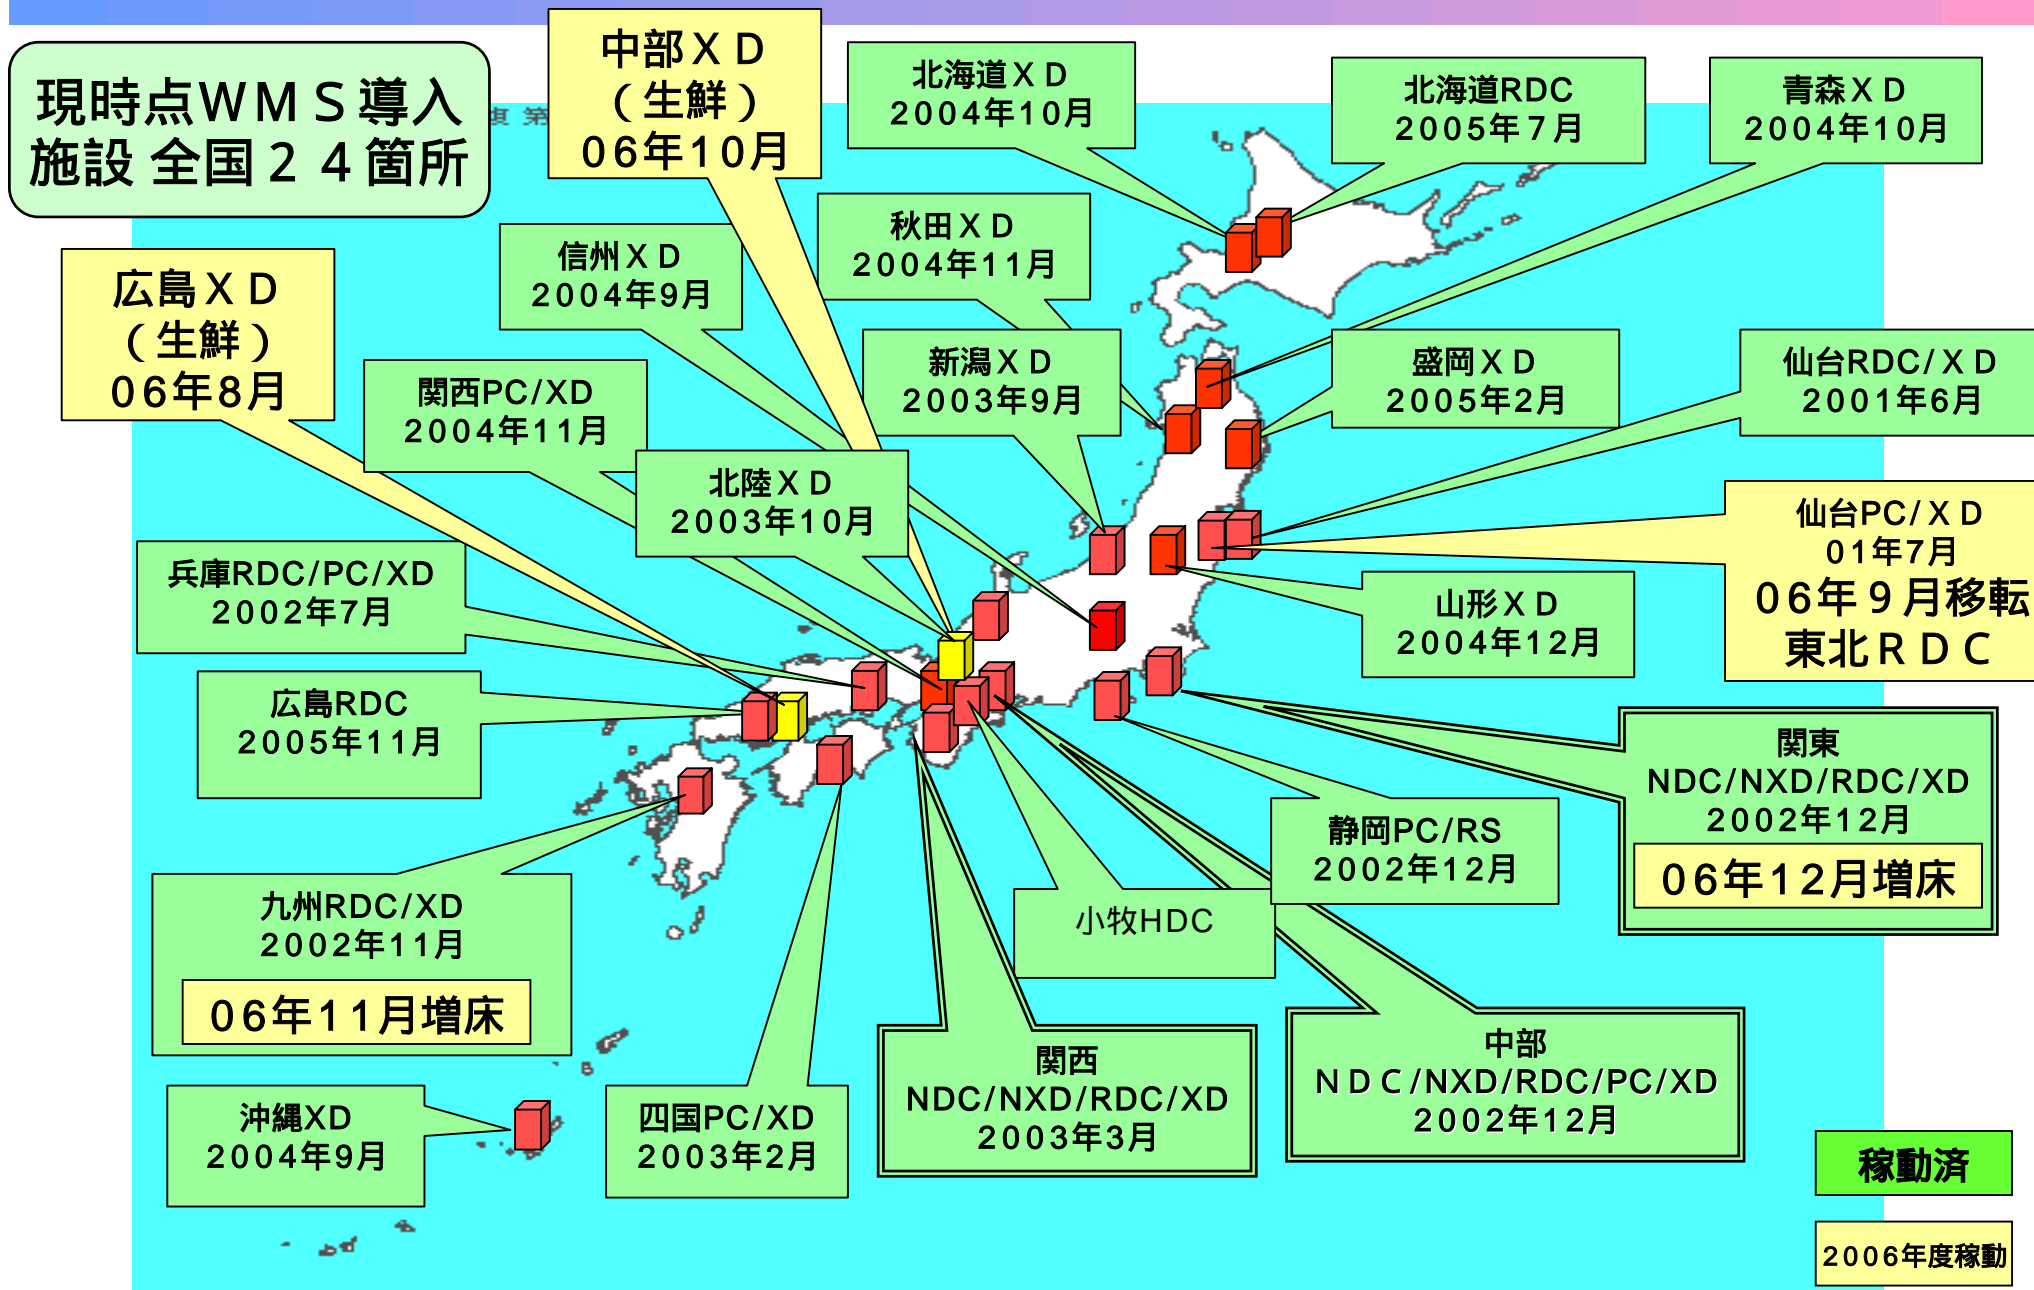 現時点WMS導入
施設 全国24箇所
複 第
中部XD
(生鮮)
06年10月
北海道XD
2004年10月
北海道RDC
2005年7月
青森XD
2004年10月
秋田XD
2004年11月
信州XD
2004年9月
広島XD
(生鮮)
06年8月
関西PC/XD
2004年11月
新潟XD
2003年9月
盛岡XD
2005年2月
仙台RDC/XD
2001年6月
北陸XD
2003年10月
仙台PC/XD
01年7月
06年9月移転
東北RDC
兵庫RDC/PC/XD
2002年7月
山形XD
2004年12月
広島RDC
2005年11月
関東
NDC/NXD/RDC/XD
2002年12月
06年12月増床
静岡PC/RS
2002年12月
九州RDC/XD
2002年11月
06年11月増床
小牧HDC
中部
NDC/NXD/RDC/PC/XD
2002年12月
関西
NDC/NXD/RDC/XD
2003年3月
沖縄XD
2004年9月
四国PC/XD
2003年2月
稼動済
2006年度稼動